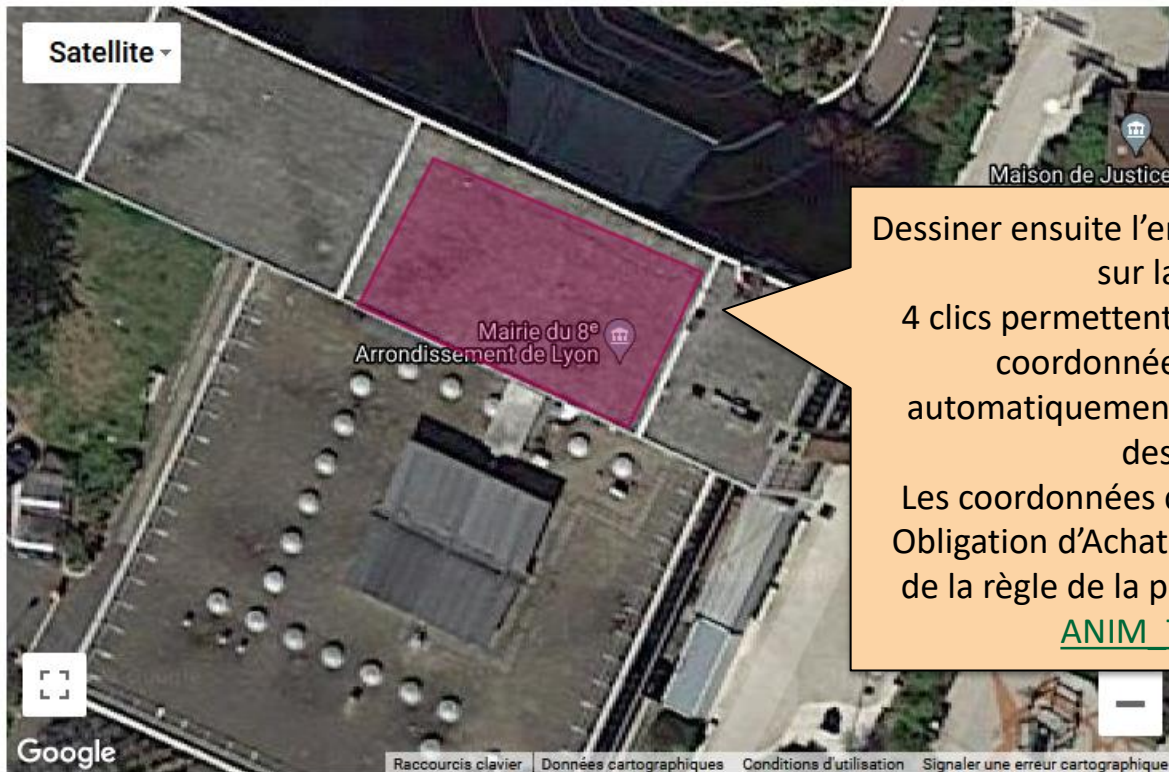 Satellite
Maison de Justice
Dessiner ensuite l'e
sur la
4 clics permettent
coordonnée
Mairie du 8e
Arrondissement de Lyon
automatiquemen
des
Les coordonnées
Obligation d'Achat
de la règle de la p
ANIM_
Google
Raccourcis clavier
Données cartographiques
Conditions d'utilisation
Signaler une erreur cartographique